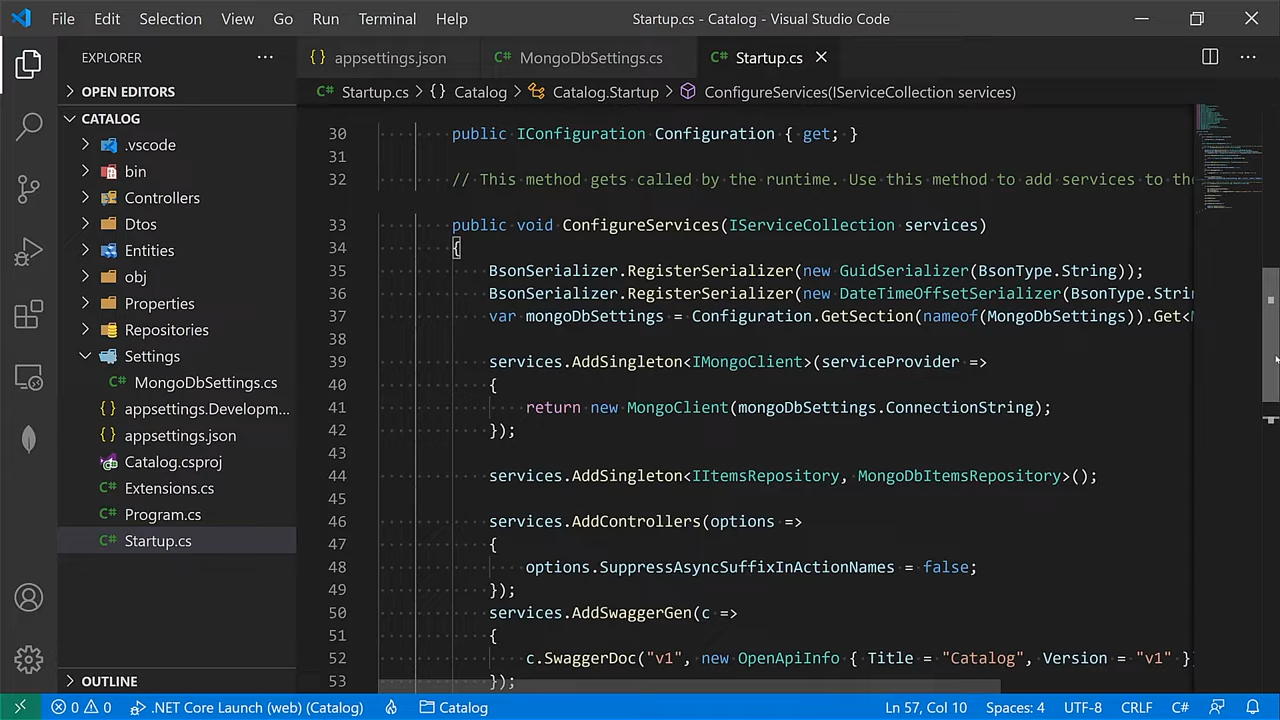 File Edit Selection View Go Run Terminal Help Startup.cs - Catalog - Visual Studio Code
EXPLORER
OPEN EDITORS
CATALOG
.vscode
bin
Controllers
Dtos
Entities
obj
Properties
Repositories
Settings
C# MongoDbSettings.cs
{} appsettings.Developm...
{} appsettings.json
Catalog.csproj
C# Extensions.cs
C# Program.cs
C# Startup.cs
OUTLINE
{} appsettings.json C# MongoDbSettings.cs C# Startup.cs
C# Startup.cs > {} Catalog > Catalog.Startup > ConfigureServices(IServiceCollection services)
30 public IConfiguration Configuration { get; }
31
32 // This method gets called by the runtime. Use this method to add services to th
33 public void ConfigureServices(IServiceCollection services)
34 {
35 BsonSerializer.RegisterSerializer(new GuidSerializer(BsonType.String));
36 BsonSerializer.RegisterSerializer(new DateTimeOffsetSerializer(BsonType.Strin
37 var mongoDbSettings = Configuration.GetSection(nameof(MongoDbSettings)).Get<M
38
39 services.AddSingleton<IMongoClient>(serviceProvider =>
40 {
41 return new MongoClient(mongoDbSettings.ConnectionString);
42 });
43
44 services.AddSingleton<IItemsRepository, MongoDbItemsRepository>();
45
46 services.AddControllers(options =>
47 {
48 options.SuppressAsyncSuffixInActionNames = false;
49 });
50 services.AddSwaggerGen(c =>
51 {
52 c.SwaggerDoc("v1", new OpenApiInfo { Title = "Catalog", Version = "v1" }
53 });
0 0 .NET Core Launch (web) (Catalog) Catalog Ln 57, Col 10 Spaces: 4 UTF-8 CRLF C#